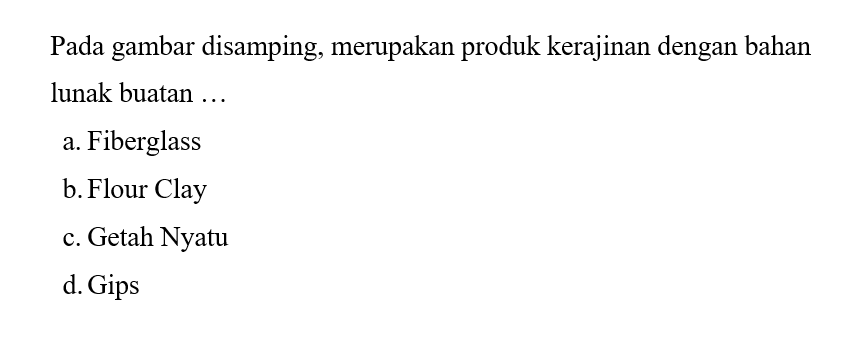 Pada gambar disamping, merupakan produk kerajinan dengan bahan
lunak buatan …
a. Fiberglass
b. Flour Clay
c. Getah Nyatu
d. Gips